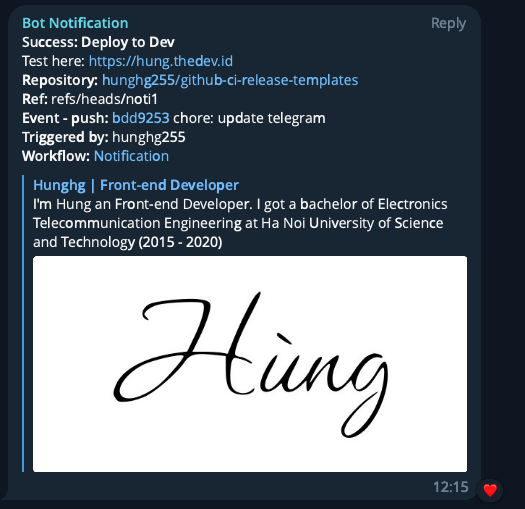 Bot Notification Reply
Success: Deploy to Dev
Test here: https://hung.thedev.id
Repository: hunghg255/github-ci-release-templates
Ref: refs/heads/noti1
Event - push: bdd9253 chore: update telegram
Triggered by: hunghg255
Workflow: Notification
Hunghg | Front-end Developer
I'm Hung an Front-end Developer. I got a bachelor of Electronics
Telecommunication Engineering at Ha Noi University of Science
and Technology (2015 - 2020)
Hùng
12:15